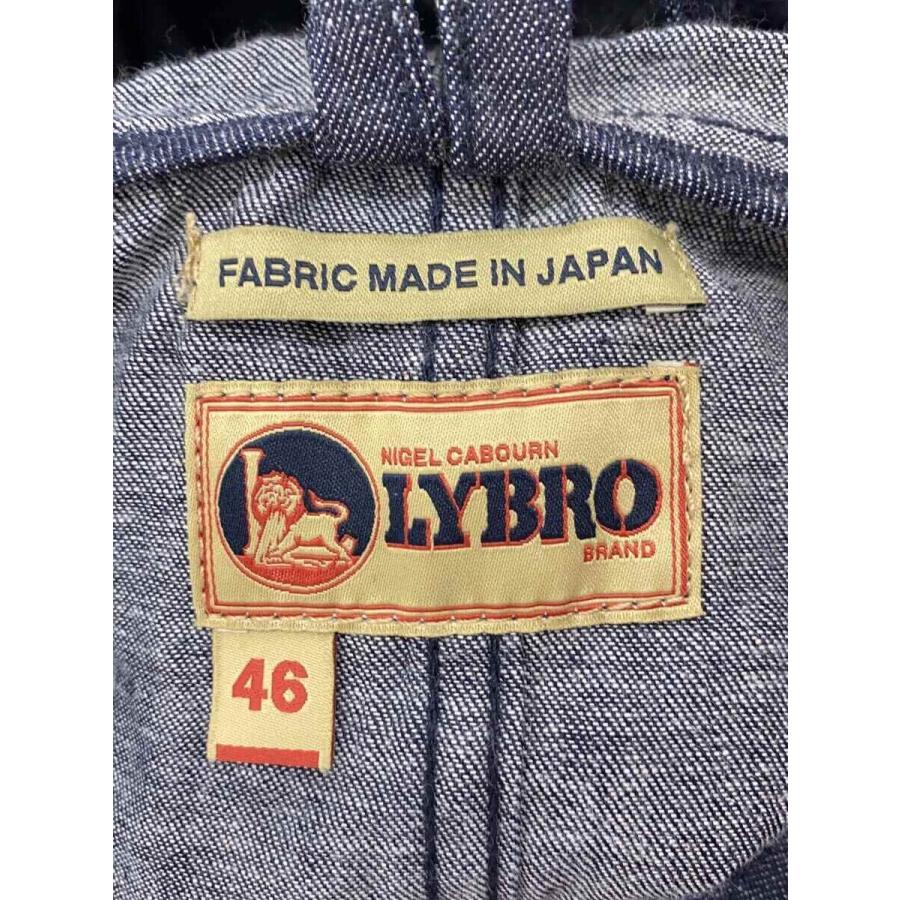 FABRIC MADE IN JAPAN
NIGEL CABOURN
LYBRO
BRAND
46